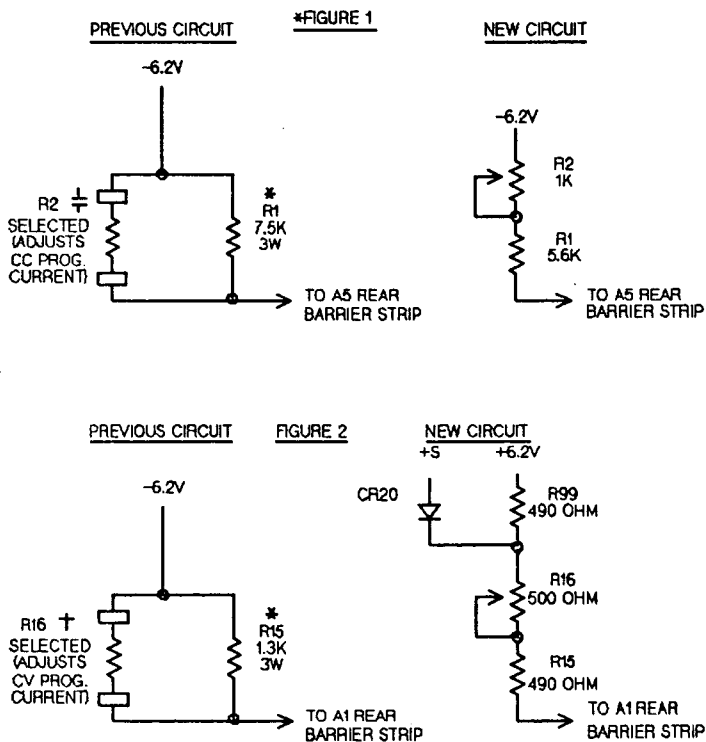 *FIGURE 1
PREVIOUS CIRCUIT
NEW CIRCUIT
-6.2V
R2 ‡
SELECTED
(ADJUSTS
CC PROG.
CURRENT)
*
R1
7.5K
3W
TO A5 REAR
BARRIER STRIP
-6.2V
R2
1K
R1
5.6K
TO A5 REAR
BARRIER STRIP
PREVIOUS CIRCUIT
FIGURE 2
NEW CIRCUIT
-6.2V
R16 †
SELECTED
(ADJUSTS
CV PROG.
CURRENT)
*
R15
1.3K
3W
TO A1 REAR
BARRIER STRIP
+S
+6.2V
CR20
R99
490 OHM
R16
500 OHM
R15
490 OHM
TO A1 REAR
BARRIER STRIP